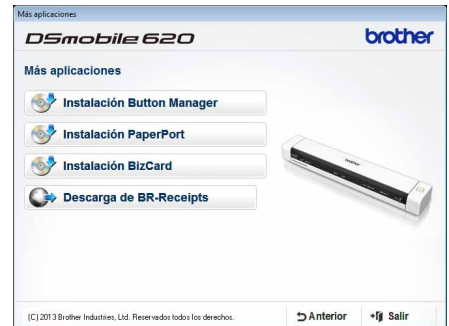 Más aplicaciones
DSmobile 620
brother
Más aplicaciones
Instalación Button Manager
Instalación PaperPort
Instalación BizCard
Descarga de BR-Receipts
brother
(C) 2013 Brother Industries, Ltd. Reservados todos los derechos.
Anterior
Salir